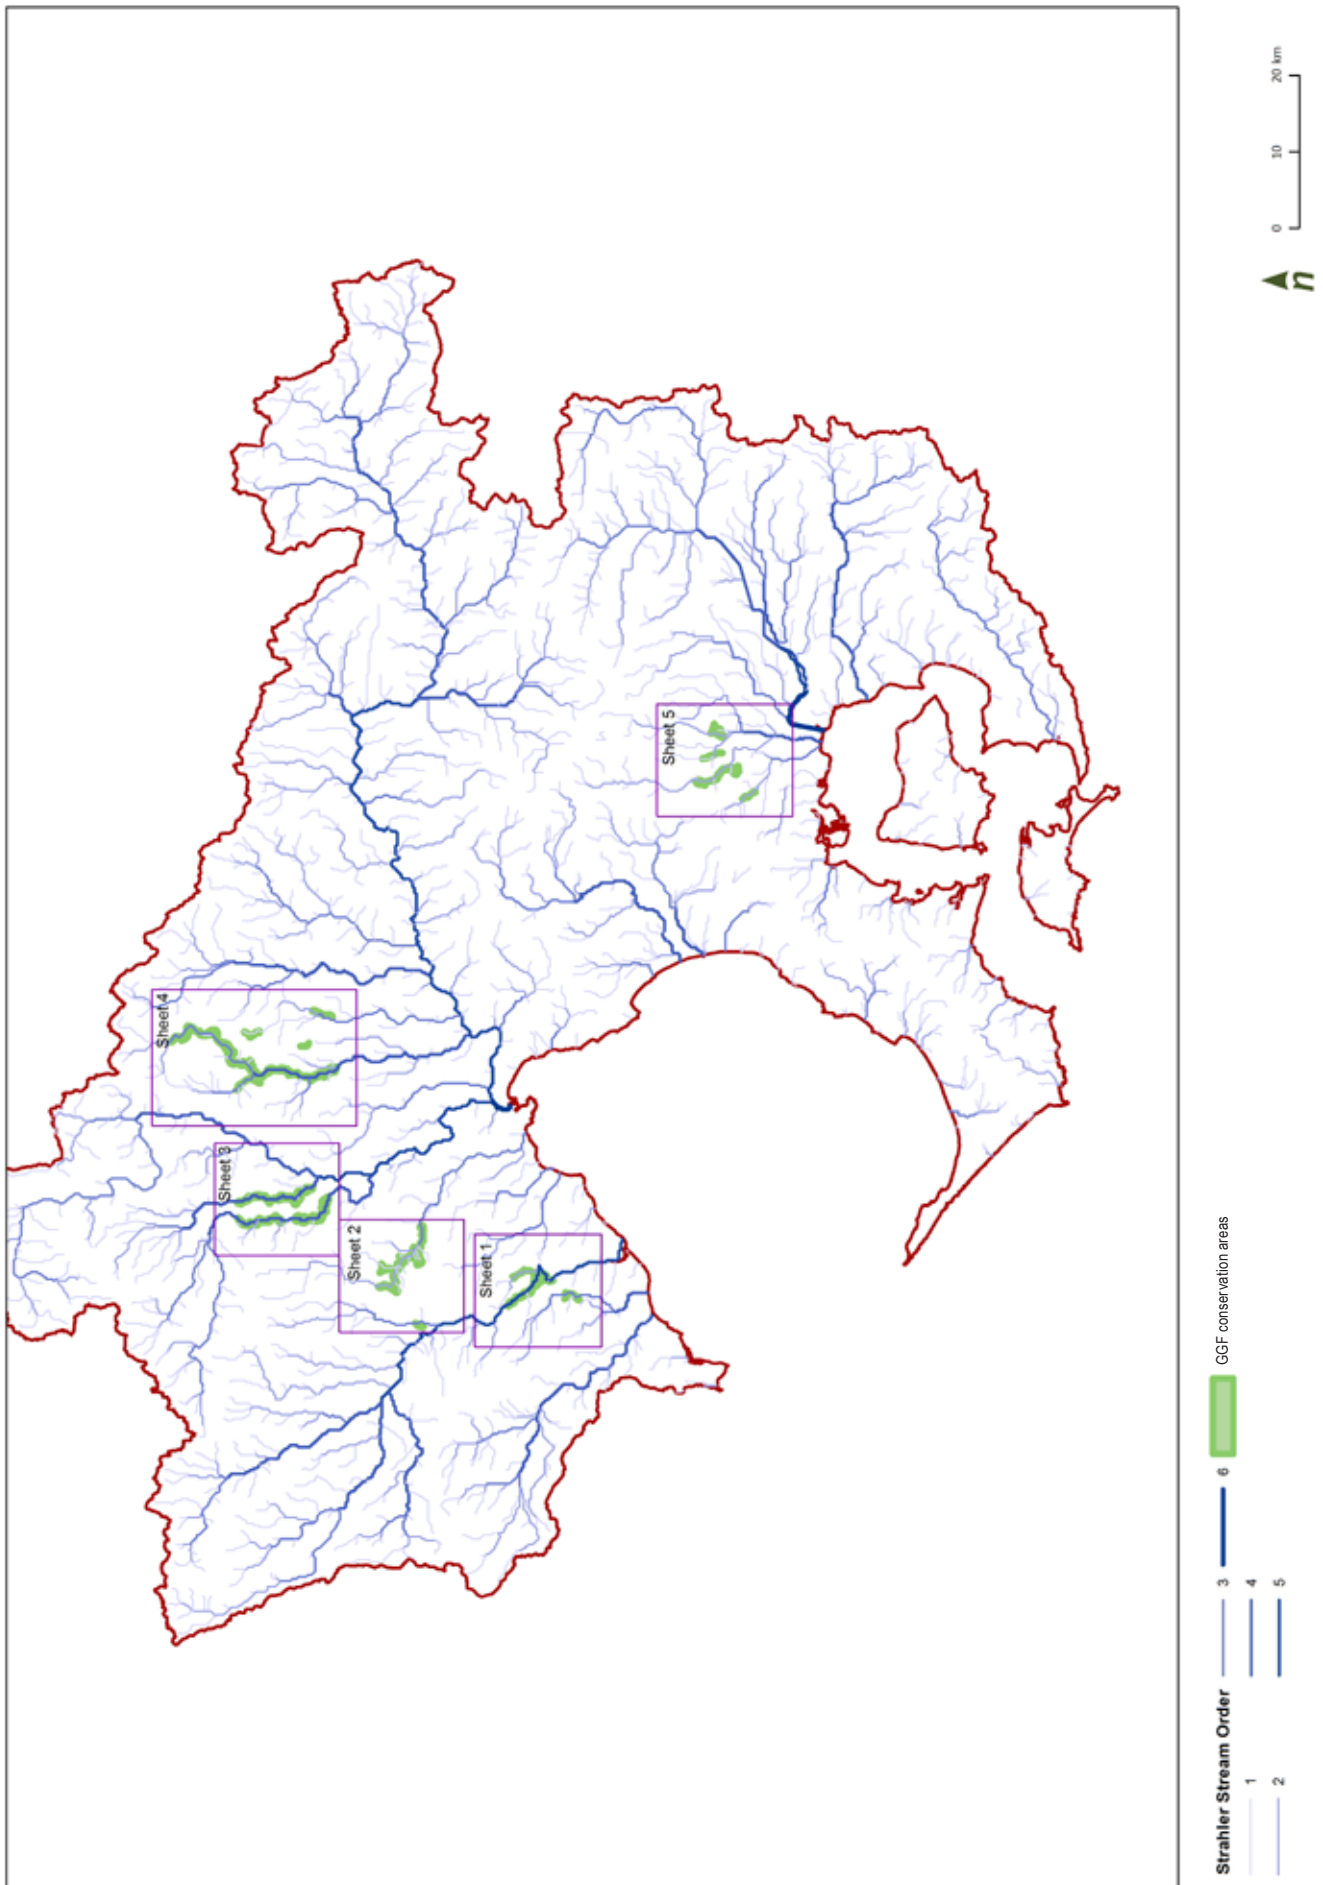 Sheet 4
Sheet 3
Sheet 2
Sheet 1
Sheet 5
Strahler Stream Order
1
2
3
4
5
6
GGF conservation areas
n
0 10 20 km